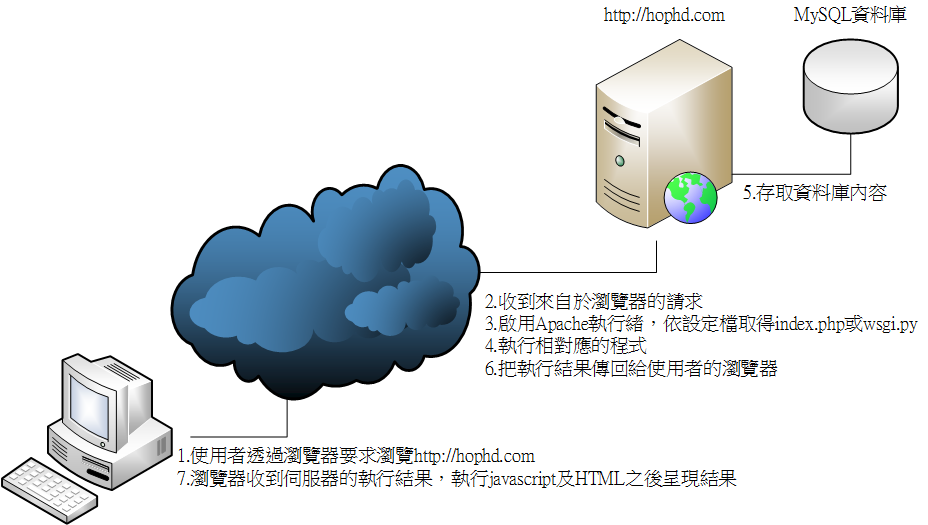 http://hophd.com
MySQL資料庫
5.存取資料庫內容
2.收到來自於瀏覽器的請求
3.啟用Apache執行緒，依設定檔取得index.php或wsgi.py
4.執行相對應的程式
6.把執行結果傳回給使用者的瀏覽器
1.使用者透過瀏覽器要求瀏覽http://hophd.com
7.瀏覽器收到伺服器的執行結果，執行javascript及HTML之後呈現結果